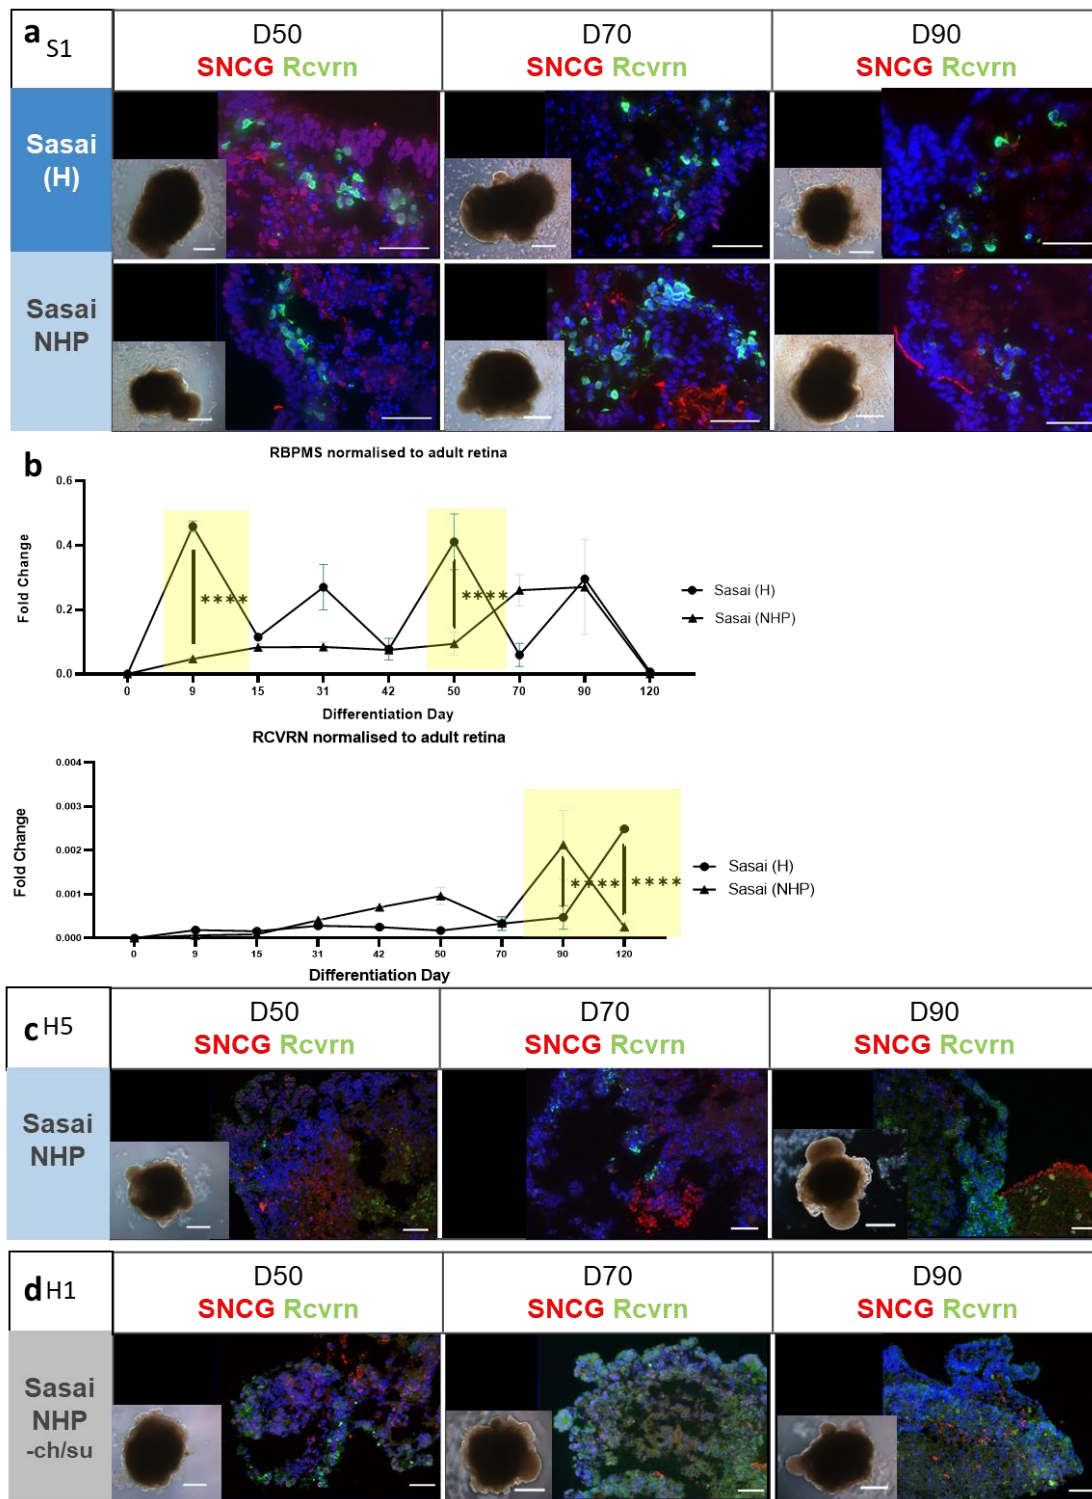 a S1
D50
SNCG Rcvrn
D70
SNCG Rcvrn
D90
SNCG Rcvrn
Sasai
(H)
Sasai
NHP
b
RBPMS normalised to adult retina
Fold Change
0.6
0.4
0.2
0.0
****
****
0 9 15 31 42 50 70 90 120
Differentiation Day
Sasai (H)
Sasai (NHP)
RCVRN normalised to adult retina
Fold Change
0.004
0.003
0.002
0.001
0.000
****
****
0 9 15 31 42 50 70 90 120
Differentiation Day
Sasai (H)
Sasai (NHP)
c H5
D50
SNCG Rcvrn
D70
SNCG Rcvrn
D90
SNCG Rcvrn
Sasai
NHP
d H1
D50
SNCG Rcvrn
D70
SNCG Rcvrn
D90
SNCG Rcvrn
Sasai
NHP
-ch/su